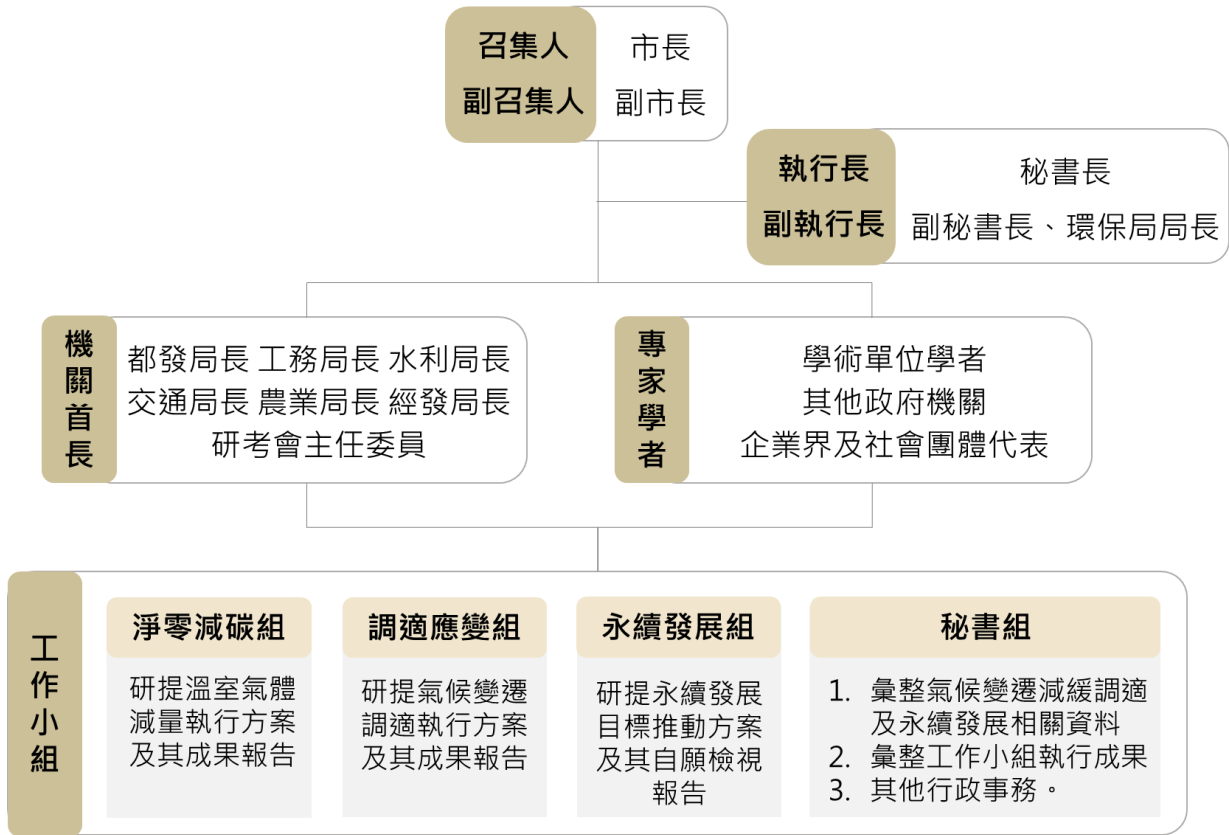 召集人 市長
副召集人 副市長
執行長 秘書長
副執行長 副秘書長、環保局局長
機關首長
都發局長 工務局長 水利局長
交通局長 農業局長 經發局長
研考會主任委員
專家學者
學術單位學者
其他政府機關
企業界及社會團體代表
工作小組
淨零減碳組
研提溫室氣體
減量執行方案
及其成果報告
調適應變組
研提氣候變遷
調適執行方案
及其成果報告
永續發展組
研提永續發展
目標推動方案
及其自願檢視
報告
秘書組
1. 彙整氣候變遷減緩調適
及永續發展相關資料
2. 彙整工作小組執行成果
3. 其他行政事務。